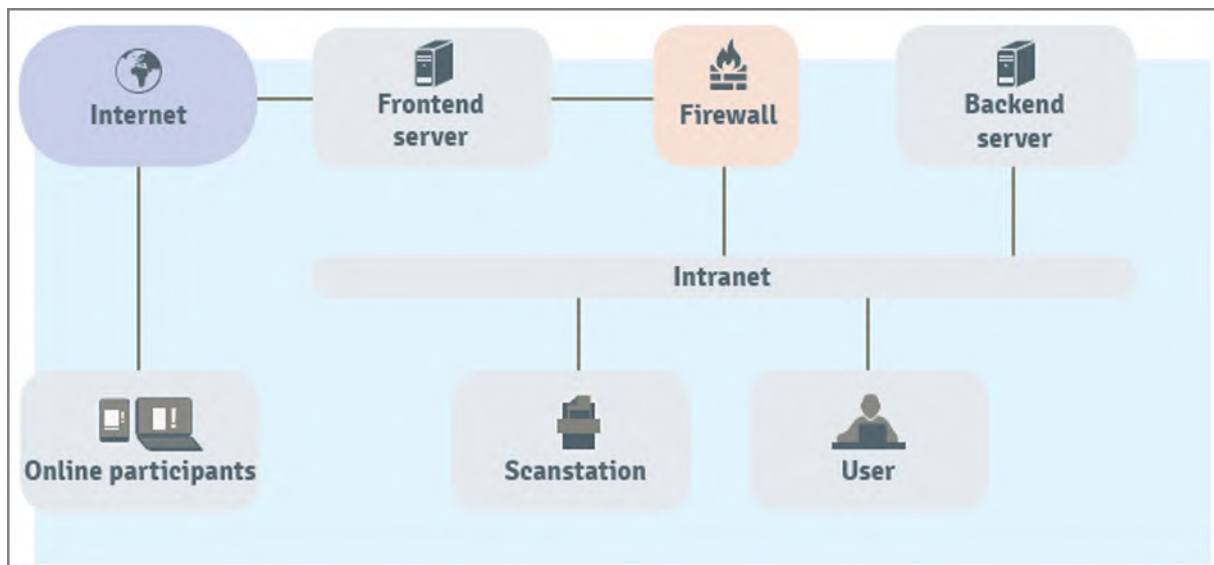 Internet
Frontend
server
Firewall
Backend
server
Intranet
Online participants
Scanstation
User